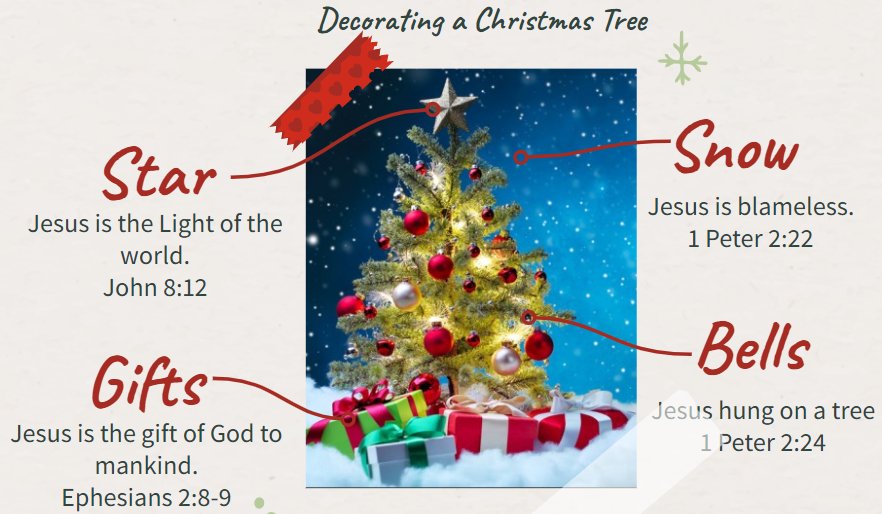 Decorating a Christmas Tree
Star
Jesus is the Light of the
world.
John 8:12
Snow
Jesus is blameless.
1 Peter 2:22
Gifts
Jesus is the gift of God to
mankind.
Ephesians 2:8-9
Bells
Jesus hung on a tree
1 Peter 2:24